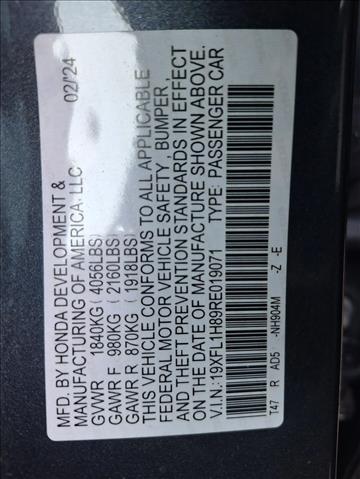 MFD. BY HONDA DEVELOPMENT &
MANUFACTURING OF AMERICA, LLC 02/'24
GVWR 1840KG ( 4056LBS)
GAWR F 980KG ( 2160LBS)
GAWR R 870KG ( 1918LBS)
THIS VEHICLE CONFORMS TO ALL APPLICABLE
FEDERAL MOTOR VEHICLE SAFETY, BUMPER,
AND THEFT PREVENTION STANDARDS IN EFFECT
ON THE DATE OF MANUFACTURE SHOWN ABOVE.
V.I.N.: 19XFL1H89RE019071 TYPE: PASSENGER CAR
T47 R AD5 -NH904M -Z -E